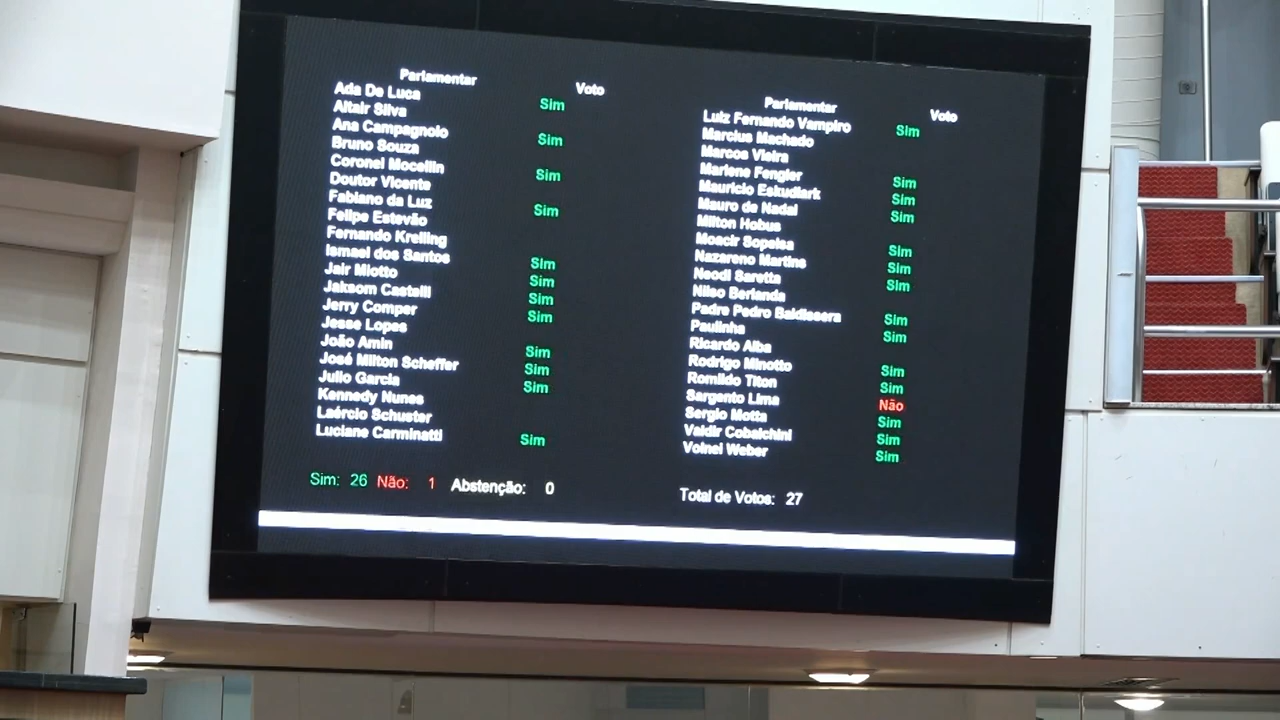 Parlamentar Voto
Ada De Luca Sim
Altair Silva
Ana Campagnolo Sim
Bruno Souza
Coronel Mocellin Sim
Doutor Vicente
Fabiano da Luz Sim
Felipe Estevão
Fernando Krelling
Ismael dos Santos Sim
Jair Miotto Sim
Jakson Castelli Sim
Jerry Comper Sim
Jesse Lopes
João Amin Sim
José Milton Scheffer Sim
Julio Garcia Sim
Kennedy Nunes
Laércio Schuster
Luciane Carminatti Sim
Parlamentar Voto
Luiz Fernando Vampiro Sim
Marcius Machado
Marcos Vieira
Marlene Fengler Sim
Mauricio Eskudlark Sim
Mauro de Nadal Sim
Milton Hobus
Moacir Sopelsa Sim
Nazareno Martins Sim
Neodi Saretta Sim
Nilso Berlanda
Padre Pedro Baldissera Sim
Paulinha Sim
Ricardo Alba
Rodrigo Minotto Sim
Romildo Titon Sim
Sargento Lima Não
Sergio Motta Sim
Valdir Cobalchini Sim
Volnei Weber Sim
Sim: 26 Não: 1 Abstenção: 0 Total de Votos: 27